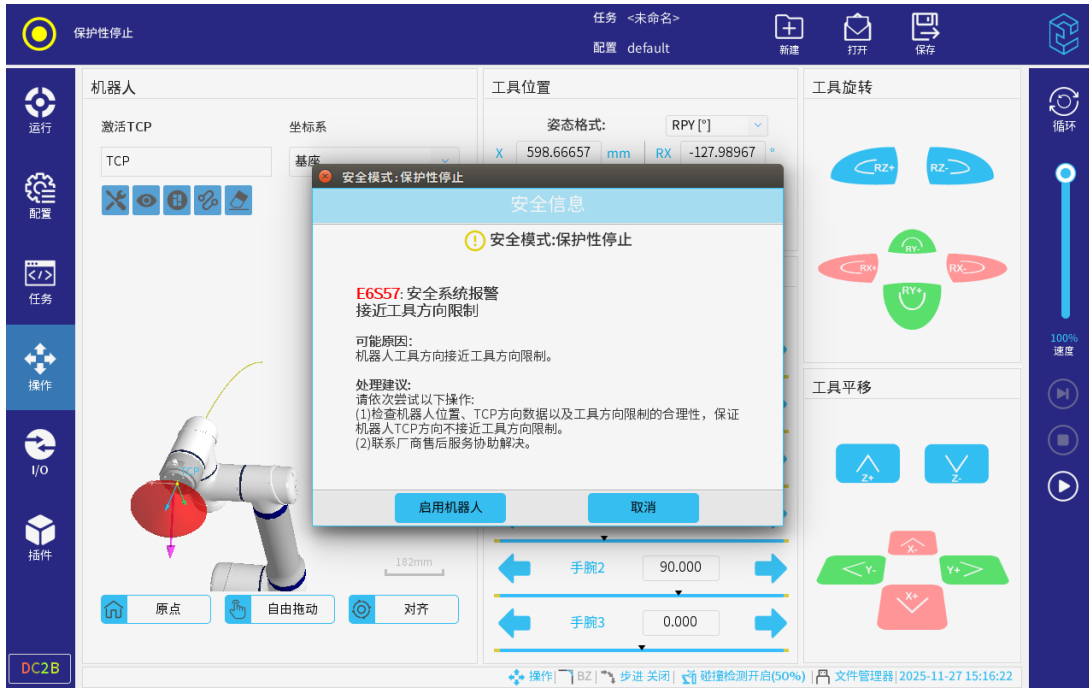 保护性停止
任务 <未命名>
配置 default
新建
打开
保存
运行
配置
任务
操作
I/O
插件
DC2B
机器人
激活TCP
坐标系
TCP
基座
工具位置
姿态格式:
RPY [°]
X 598.66657 mm
RX -127.98967 °
工具旋转
RZ+
RZ-
RY-
RX+
RX-
RY+
循环
100%
速度
安全模式:保护性停止
安全信息
安全模式:保护性停止
E6S57: 安全系统报警
接近工具方向限制
可能原因:
机器人工具方向接近工具方向限制。
处理建议:
请依次尝试以下操作:
(1)检查机器人位置、TCP方向数据以及工具方向限制的合理性，保证
机器人TCP方向不接近工具方向限制。
(2)联系厂商售后服务协助解决。
启用机器人
取消
TCP
182mm
原点
自由拖动
对齐
手腕2
90.000
手腕3
0.000
工具平移
Z+
Z-
X-
Y-
Y+
X+
操作| BZ | 步进 关闭| 碰撞检测开启(50%) | 文件管理器|2025-11-27 15:16:22